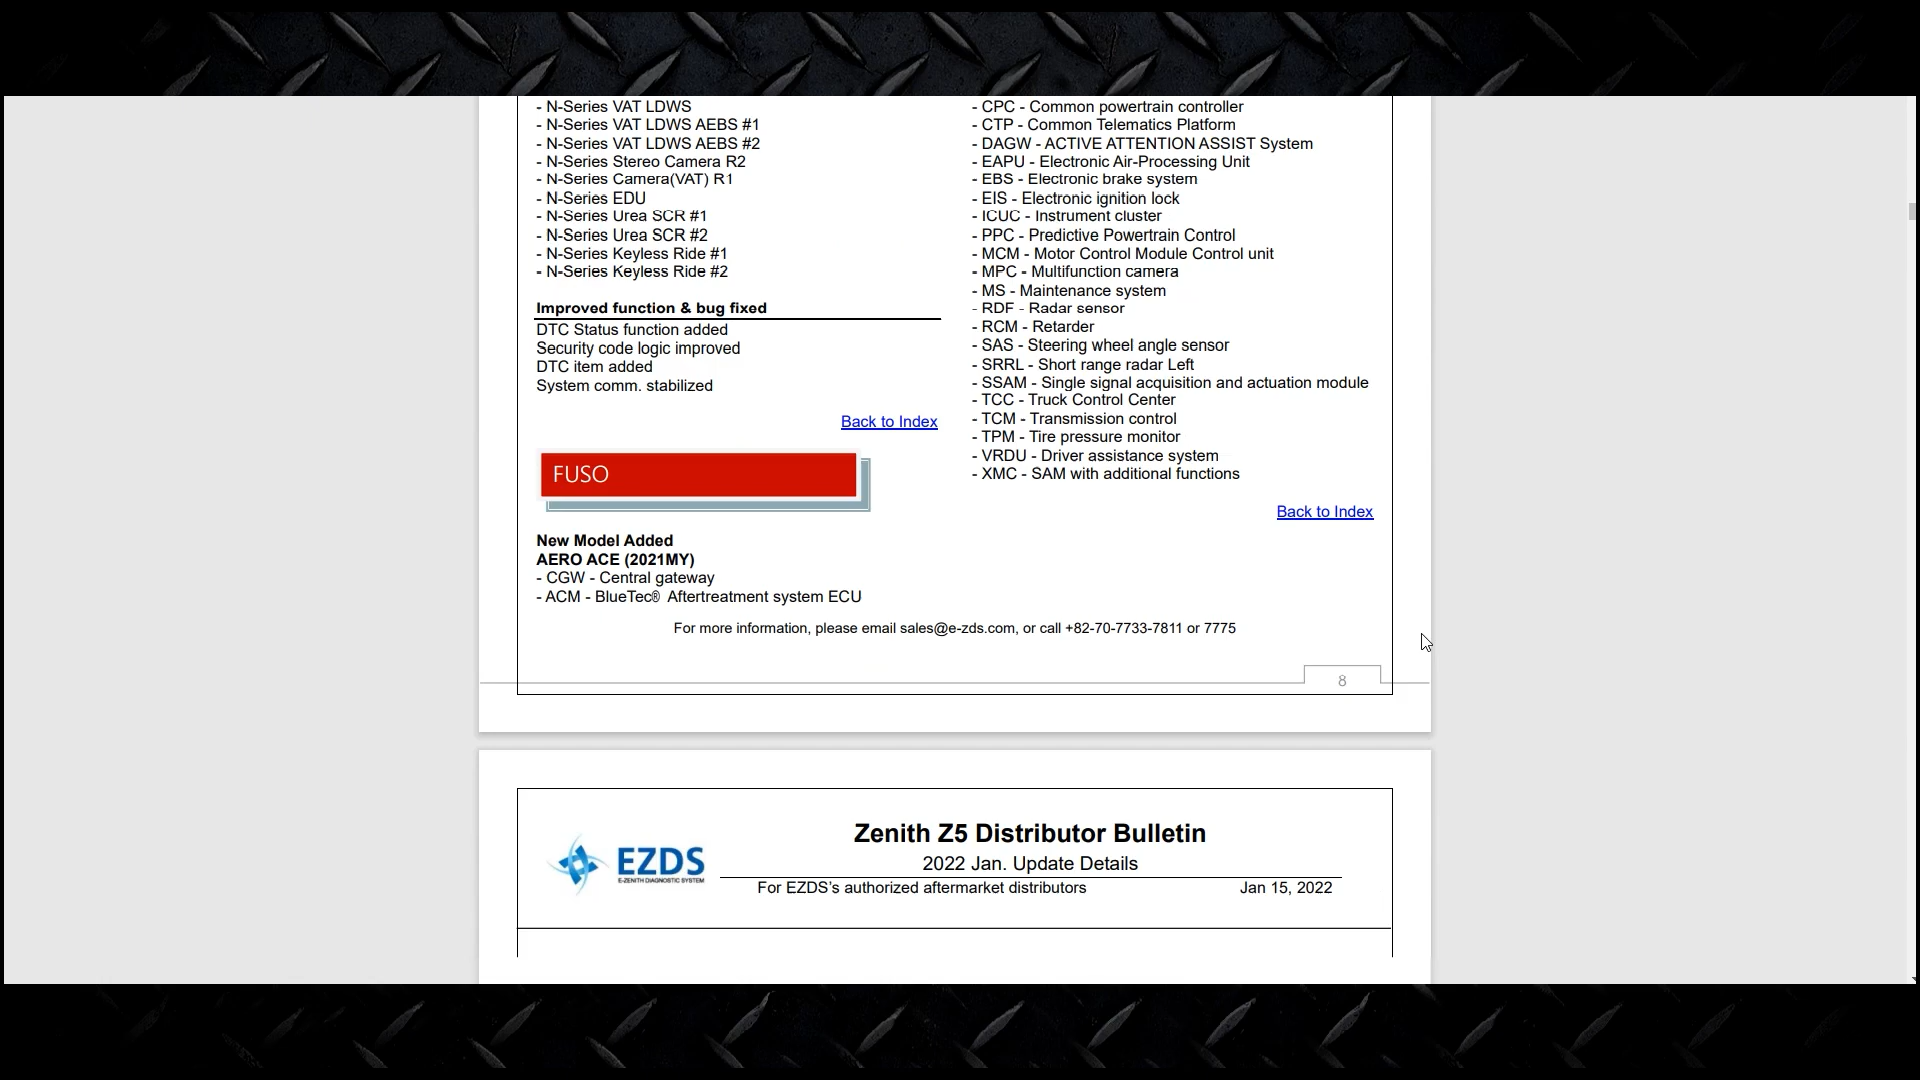 - N-Series VAT LDWS
- N-Series VAT LDWS AEBS #1
- N-Series VAT LDWS AEBS #2
- N-Series Stereo Camera R2
- N-Series Camera(VAT) R1
- N-Series EDU
- N-Series Urea SCR #1
- N-Series Urea SCR #2
- N-Series Keyless Ride #1
- N-Series Keyless Ride #2
Improved function & bug fixed
DTC Status function added
Security code logic improved
DTC item added
System comm. stabilized
Back to Index
FUSO
New Model Added
AERO ACE (2021MY)
- CGW - Central gateway
- ACM - BlueTec® Aftertreatment system ECU
- CPC - Common powertrain controller
- CTP - Common Telematics Platform
- DAGW - ACTIVE ATTENTION ASSIST System
- EAPU - Electronic Air-Processing Unit
- EBS - Electronic brake system
- EIS - Electronic ignition lock
- ICUC - Instrument cluster
- PPC - Predictive Powertrain Control
- MCM - Motor Control Module Control unit
- MPC - Multifunction camera
- MS - Maintenance system
- RDF - Radar sensor
- RCM - Retarder
- SAS - Steering wheel angle sensor
- SRRL - Short range radar Left
- SSAM - Single signal acquisition and actuation module
- TCC - Truck Control Center
- TCM - Transmission control
- TPM - Tire pressure monitor
- VRDU - Driver assistance system
- XMC - SAM with additional functions
Back to Index
For more information, please email sales@e-zds.com, or call +82-70-7733-7811 or 7775
8
EZDS
E-ZENITH DIAGNOSTIC SYSTEM
Zenith Z5 Distributor Bulletin
2022 Jan. Update Details
For EZDS's authorized aftermarket distributors
Jan 15, 2022